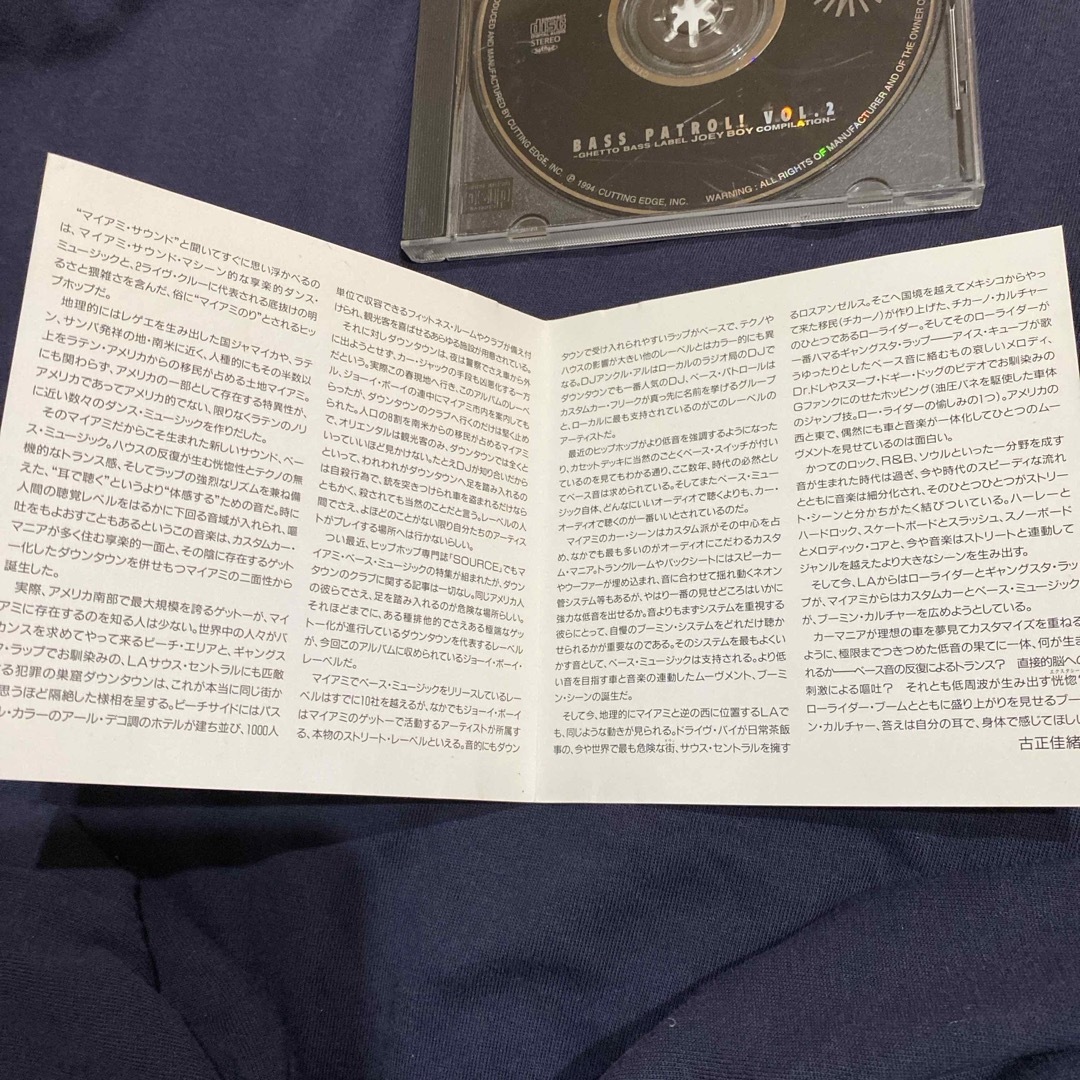 DUCED AND MANUFACTURED BY CUTTING EDGE, INC. ℗ 1994 CUTTING EDGE, INC. WARNING : ALL RIGHTS OF MANUFACTURER AND OF THE OWNER O
STEREO
BASS PATROL! VOL.2
-GHETTO BASS LABEL JOEY BOY COMPILATION-
“マイアミ・サウンド”と聞いてすぐに思い浮かべるの
は、マイアミ・サウンド・マシーン的な享楽的ダンス・
ミュージックと、2ライヴ・クルーに代表される底抜けの明
るさと猥雑さを含んだ、俗に“マイアミのり”とされるヒッ
プホップだ。
地理的にはレゲエを生み出した国ジャマイカや、ラテ
ン、サンバ発祥の地・南米に近く、人種的にもその半数以
上をラテン・アメリカからの移民が占める土地マイアミ。
にも関わらず、アメリカの一部として存在する特異性が、
アメリカであってアメリカ的でない、限りなくラテンのノリ
に近い数々のダンス・ミュージックを作りだした。
そのマイアミだからこそ生まれた新しいサウンド、ベー
ス・ミュージック。ハウスの反復が生む恍惚性とテクノの無
機的なトランス感、そしてラップの強烈なリズムを兼ね備
えた、“耳で聴く”というより“体感する”ための音だ。時に
人間の聴覚レベルをはるかに下回る音域が入れられ、嘔
吐をもよおすこともあるというこの音楽は、カスタムカー・
マニアが多く住む享楽的一面と、その陰に存在するゲット
ー化したダウンタウンを併せもつマイアミの二面性から
誕生した。
実際、アメリカ南部で最大規模を誇るゲットーが、マイ
アミに存在するのを知る人は少ない。世界中の人々がバ
カンスを求めてやって来るビーチ・エリアと、ギャングス
・ラップでお馴染みの、LAサウス・セントラルにも匹敵
る犯罪の巣窟ダウンタウンは、これが本当に同じ街か
思うほど隔絶した様相を呈する。ビーチサイドにはパス
ル・カラーのアール・デコ調のホテルが建ち並び、1000人
単位で収容できるフィットネス・ルームやクラブが備え付
けられ、観光客を喜ばせるあらゆる施設が用意されている。
それに対しダウンタウンは、夜は警察でさえ車から外
に出ようとせず、カー・ジャックの手段も凶悪化する一方
だという。実際この春現地へ行き、このアルバムのレーベ
ル、ジョーイ・ボーイの連中にマイアミ市内を案内しても
らったが、ダウンタウンのクラブへ行くのだけは堅く止め
られた。人口の8割を南米からの移民が占めるマイアミ
で、オリエンタルは観光客のみ、ダウンタウンでは全くと
いっていいほど見かけない。たとえDJが知り合いだから
といって、われわれがダウンタウンへ足を踏み入れるの
は自殺行為で、銃を突きつけられ車を盗まれるだけなら
ともかく、殺されても当然のことだと言う。レーベルの人
間でさえ、よほどのことがない限り自分たちのアーティス
トがプレイする場所へは行かないらしい。
つい最近、ヒップホップ専門誌「SOURCE」でもマ
イアミ・ベース・ミュージックの特集が組まれたが、ダウン
タウンのクラブに関する記事は一切なし。同じアメリカ人
の彼らでさえ、足を踏み入れるのが危険な場所らしい。
それほどまでに、ある種排他的でさえある極端なゲッ
トー化が進行しているダウンタウンを代表するレーベル
が、今回このアルバムに収められているジョーイ・ボーイ・
レーベルだ。
マイアミでベース・ミュージックをリリースしているレー
ベルはすでに10社を越えるが、なかでもジョーイ・ボーイ
はマイアミのゲットーで活動するアーティストが所属す
る、本物のストリート・レーベルといえる。音的にもダウン
タウンで受け入れられやすいラップがベースで、テクノや
ハウスの影響が大きい他のレーベルとはカラー的にも異
なる。DJアンクル・アルはローカルのラジオ局のDJで
ダウンタウンでも一番人気のDJ、ベース・パトロールは
カスタムカー・フリークが真っ先に名前を挙げるグループ
と、ローカルに最も支持されているのがこのレーベルの
アーティストだ。
最近のヒップホップがより低音を強調するようになった
り、カセットデッキに当然のごとくベース・スイッチが付い
ているのを見てもわかる通り、ここ数年、時代の必然とし
てベース音は求められている。そしてまたベース・ミュー
ジック自体、どんなにいいオーディオで聴くよりも、カー・
オーディオで聴くのが一番いいとされているのだ。
マイアミのカー・シーンはカスタム派がその中心を占
め、なかでも最も多いのがオーディオにこだわるカスタ
ム・マニア。トランクルームやバックシートにはスピーカー
やウーファーが埋め込まれ、音に合わせて揺れ動くネオン
管システム等もあるが、やはり一番の見せどころはいかに
強力な低音を出せるか。音よりもまずシステムを重視する
彼らにとって、自慢のブーミン・システムをどれだけ聴か
せられるかが重要なのである。そのシステムを最もよくい
かす音として、ベース・ミュージックは支持される。より低
い音を目指す車と音楽の連動したムーヴメント、ブーミ
ン・シーンの誕生だ。
そして今、地理的にマイアミと逆の西に位置するLAで
も、同じような動きが見られる。ドライヴ・バイが日常茶飯
事の、今や世界で最も危険な街、サウス・セントラルを擁す
るロスアンゼルス。そこへ国境を越えてメキシコからやっ
て来た移民(チカーノ)が作り上げた、チカーノ・カルチャー
のひとつであるローライダー。そしてそのローライダーが
一番ハマるギャングスタ・ラップ――アイス・キューブが歌
うゆったりとしたベース音に絡むもの哀しいメロディ、
Dr.ドレやスヌープ・ドギー・ドッグのビデオでお馴染みの
Gファンクにのせたホッピング(油圧バネを駆使した車体
のジャンプ技。ロー・ライダーの愉しみの1つ)。アメリカの
西と東で、偶然にも車と音楽が一体化してひとつのムー
ヴメントを見せているのは面白い。
かつてのロック、R&B、ソウルといった一分野を成す
音が生まれた時代は過ぎ、今や時代のスピーディな流れ
とともに音楽は細分化され、そのひとつひとつがストリー
ト・シーンと分かちがたく結びついている。ハーレーと
ハードロック、スケートボードとスラッシュ、スノーボード
とメロディック・コアと、今や音楽はストリートと連動して
ジャンルを越えたより大きなシーンを生み出す。
そして今、LAからはローライダーとギャングスタ・ラッ
プが、マイアミからはカスタムカーとベース・ミュージック
が、ブーミン・カルチャーを広めようとしている。
カーマニアが理想の車を夢見てカスタマイズを重ねる
ように、極限までつきつめた低音の果てに一体、何が生ま
れるか――ベース音の反復によるトランス? 直接的脳への
刺激による嘔吐? それとも低周波が生み出す恍惚
ローライダー・ブームとともに盛り上がりを見せるブー
ン・カルチャー、答えは自分の耳で、身体で感じてほし
古正佳緒